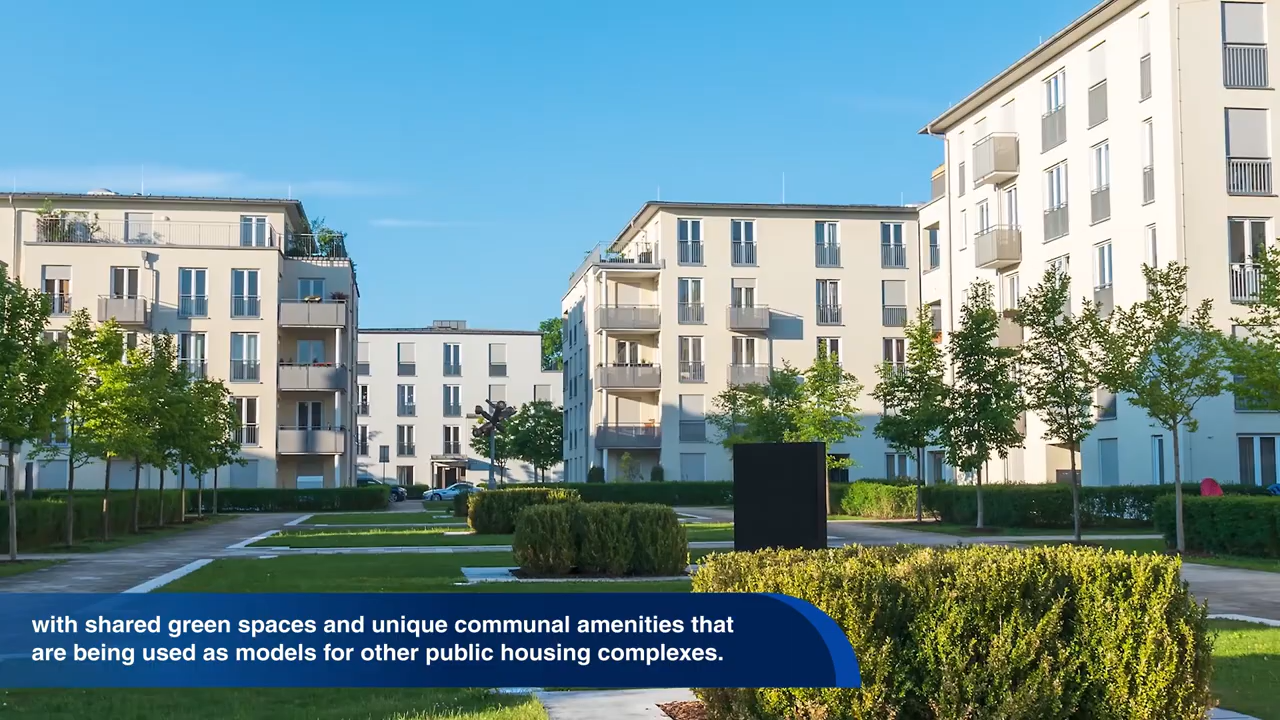 with shared green spaces and unique communal amenities that
are being used as models for other public housing complexes.